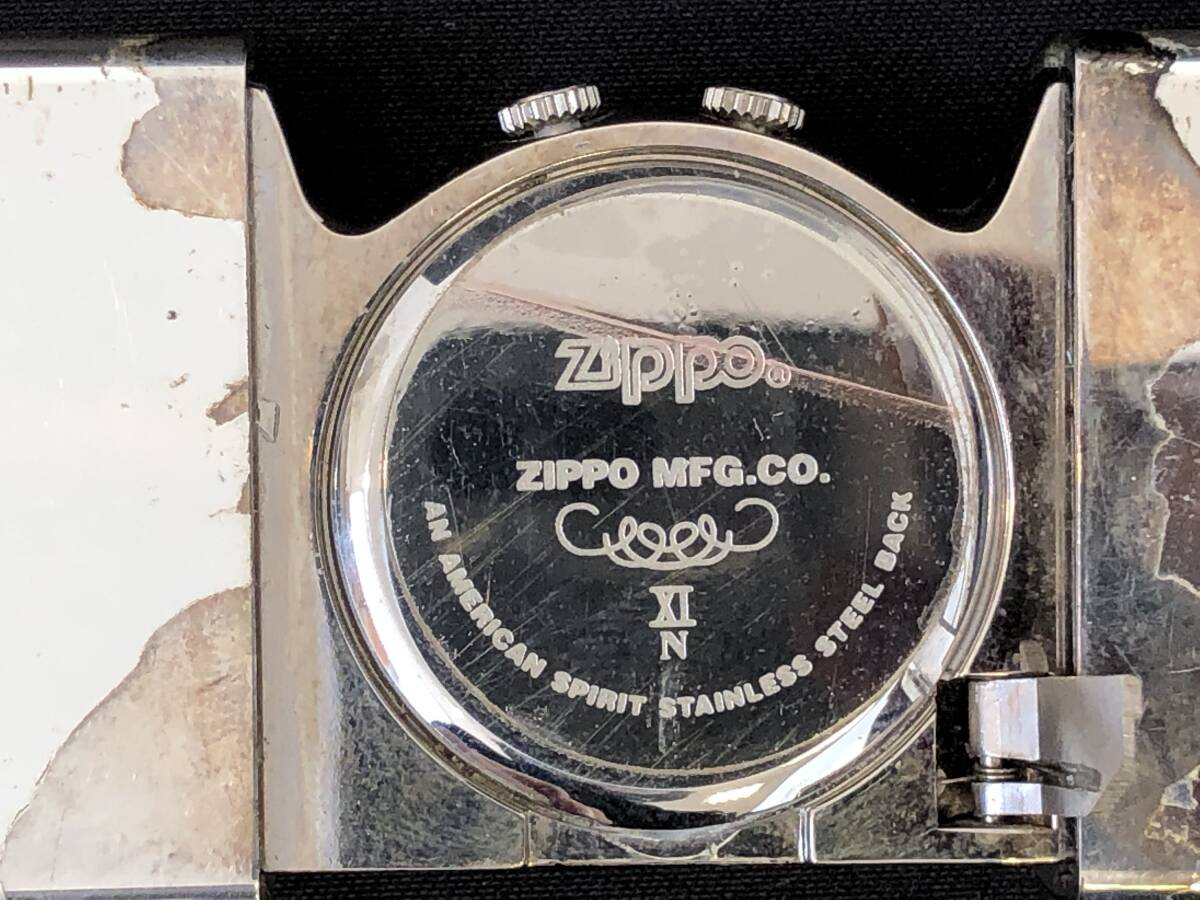 Zippo®
ZIPPO MFG.CO.
XI
N
AN AMERICAN SPIRIT STAINLESS STEEL BACK